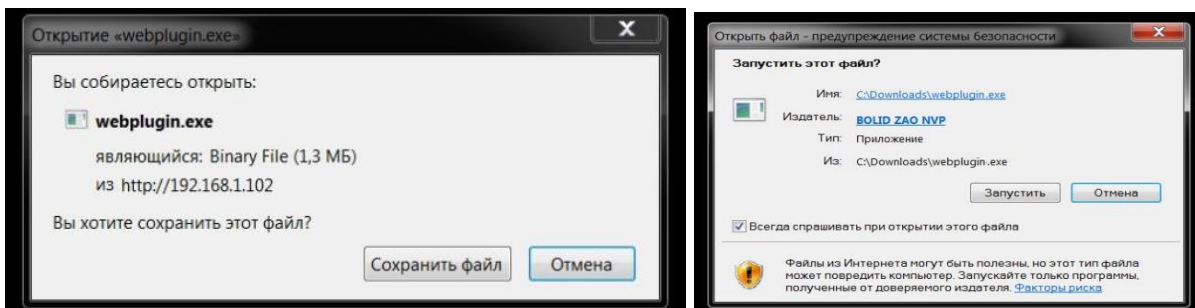 Открытие «webplugin.exe»
Вы собираетесь открыть:
webplugin.exe
являющийся: Binary File (1,3 МБ)
из http://192.168.1.102
Вы хотите сохранить этот файл?
Сохранить файл
Отмена
Открыть файл - предупреждение системы безопасности
Запустить этот файл?
Имя: C:\Downloads\webplugin.exe
Издатель: BOLID ZAO NVP
Тип: Приложение
Из: C:\Downloads\webplugin.exe
Запустить
Отмена
Всегда спрашивать при открытии этого файла
Файлы из Интернета могут быть полезны, но этот тип файла
может повредить компьютер. Запускайте только программы,
полученные от доверяемого издателя. Факторы риска